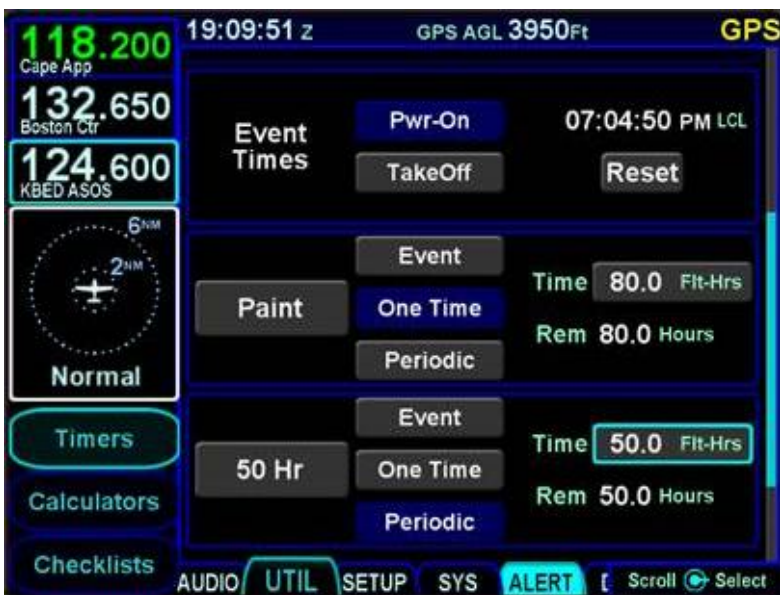 118.200
Cape App
132.650
Boston Ctr
124.600
KBED ASOS
6NM
2NM
Normal
Timers
Calculators
Checklists
19:09:51 Z GPS AGL 3950Ft GPS
Event
Times
Pwr-On
TakeOff
07:04:50 PM LCL
Reset
Paint
Event
One Time
Periodic
Time 80.0 Flt-Hrs
Rem 80.0 Hours
50 Hr
Event
One Time
Periodic
Time 50.0 Flt-Hrs
Rem 50.0 Hours
AUDIO UTIL SETUP SYS ALERT Scroll Select